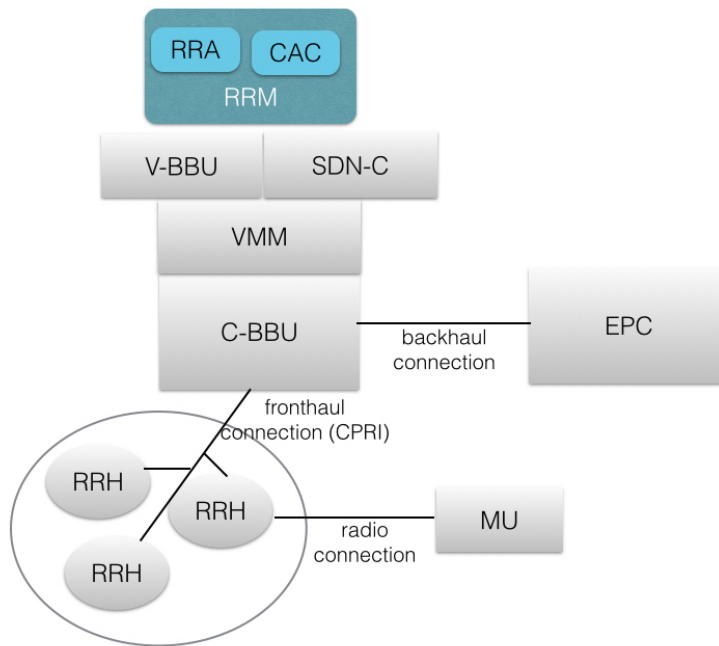 RRA
CAC
RRM
V-BBU
SDN-C
VMM
C-BBU
backhaul
connection
EPC
fronthaul
connection (CPRI)
RRH
RRH
RRH
radio
connection
MU